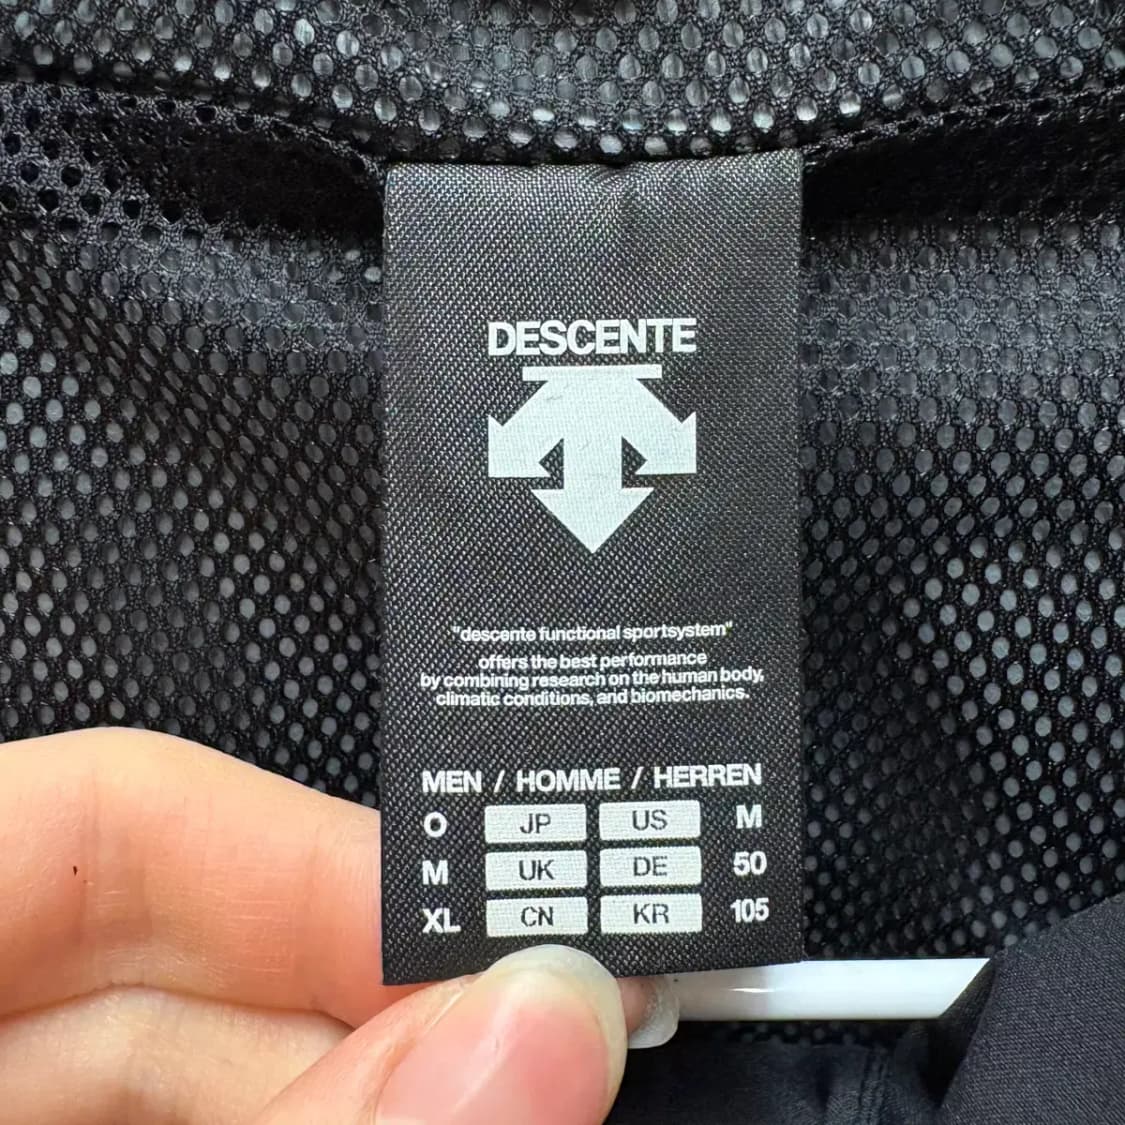 DESCENTE
"descente functional sportsystem"
offers the best performance
by combining research on the human body,
climatic conditions, and biomechanics.
MEN / HOMME / HERREN
O JP US M
M UK DE 50
XL CN KR 105